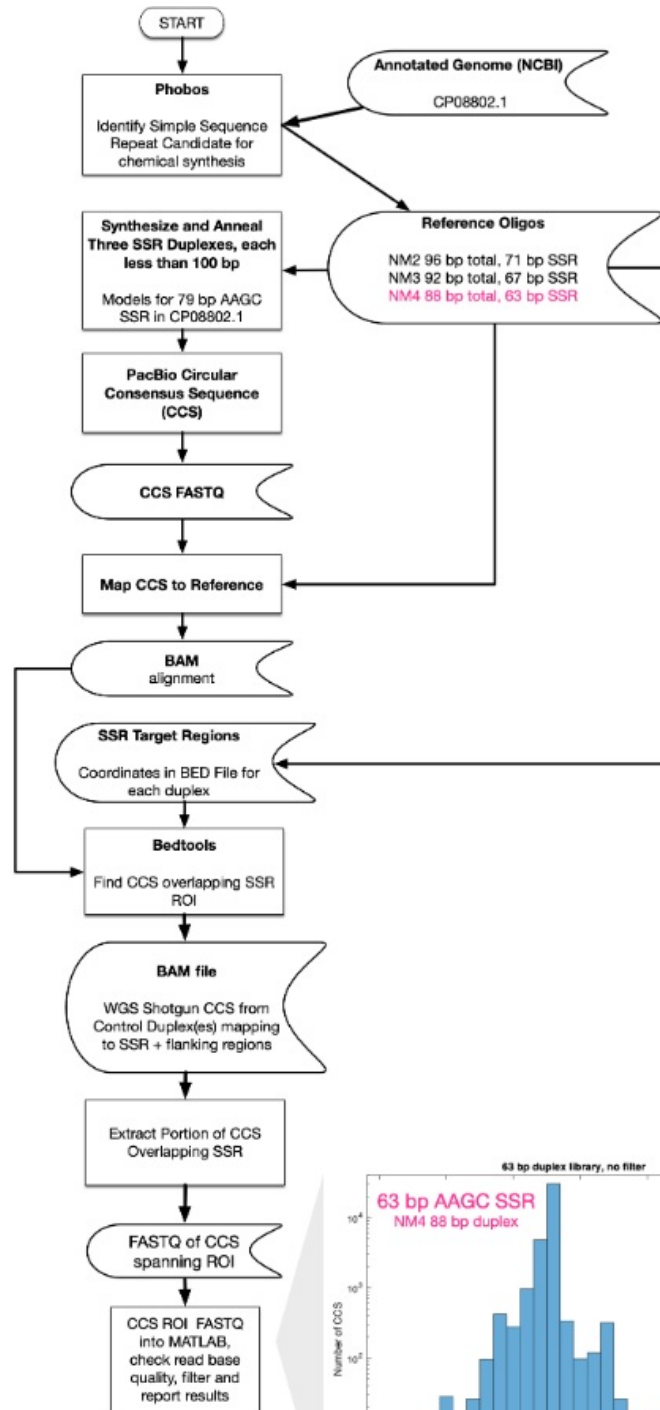 START
Phobos
Identify Simple Sequence
Repeat Candidate for
chemical synthesis
Annotated Genome (NCBI)
CP08802.1
Synthesize and Anneal
Three SSR Duplexes, each
less than 100 bp
Models for 79 bp AAGC
SSR in CP08802.1
Reference Oligos
NM2 96 bp total, 71 bp SSR
NM3 92 bp total, 67 bp SSR
NM4 88 bp total, 63 bp SSR
PacBio Circular
Consensus Sequence
(CCS)
CCS FASTQ
Map CCS to Reference
BAM
alignment
SSR Target Regions
Coordinates in BED File for
each duplex
Bedtools
Find CCS overlapping SSR
ROI
BAM file
WGS Shotgun CCS from
Control Duplex(es) mapping
to SSR + flanking regions
Extract Portion of CCS
Overlapping SSR
FASTQ of CCS
spanning ROI
CCS ROI FASTQ
into MATLAB,
check read base
quality, filter and
report results
63 bp duplex library, no filter
63 bp AAGC SSR
NM4 88 bp duplex
Number of CCS
10⁴
10³
10²